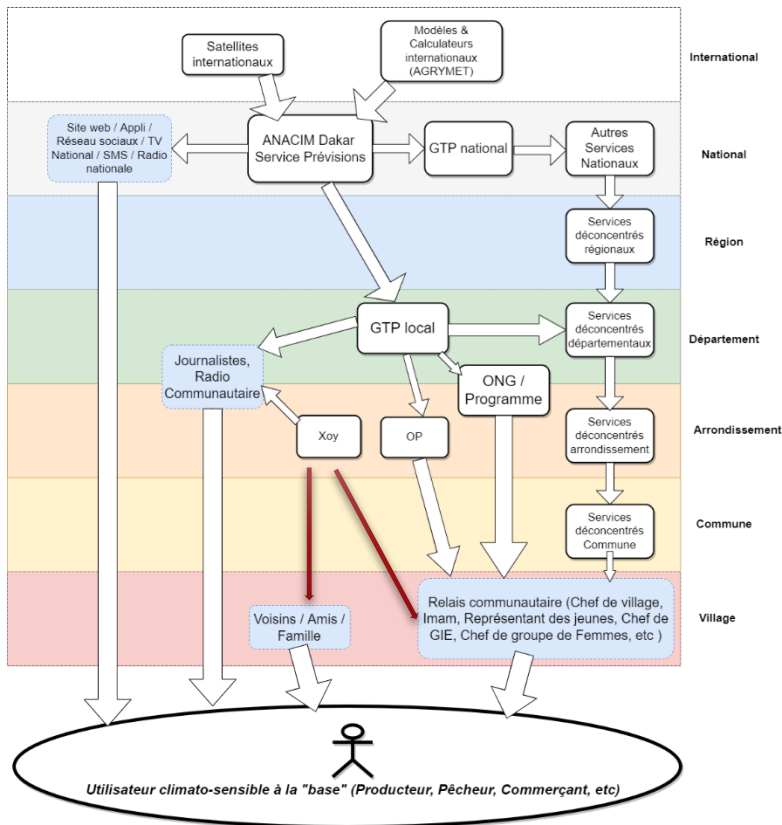 Satellites
internationaux
Modèles &
Calculateurs
internationaux
(AGRYMET)
International
Site web / Appli /
Réseau sociaux / TV
National / SMS / Radio
nationale
ANACIM Dakar
Service Prévisions
GTP national
Autres
Services
Nationaux
National
Services
déconcentrés
régionaux
Région
GTP local
Services
déconcentrés
départementaux
Département
Journalistes,
Radio
Communautaire
ONG /
Programme
Xoy
OP
Services
déconcentrés
arrondissement
Arrondissement
Services
déconcentrés
Commune
Commune
Voisins / Amis /
Famille
Relais communautaire (Chef de village,
Imam, Représentant des jeunes, Chef de
GIE, Chef de groupe de Femmes, etc )
Village
Utilisateur climato-sensible à la "base" (Producteur, Pêcheur, Commerçant, etc)